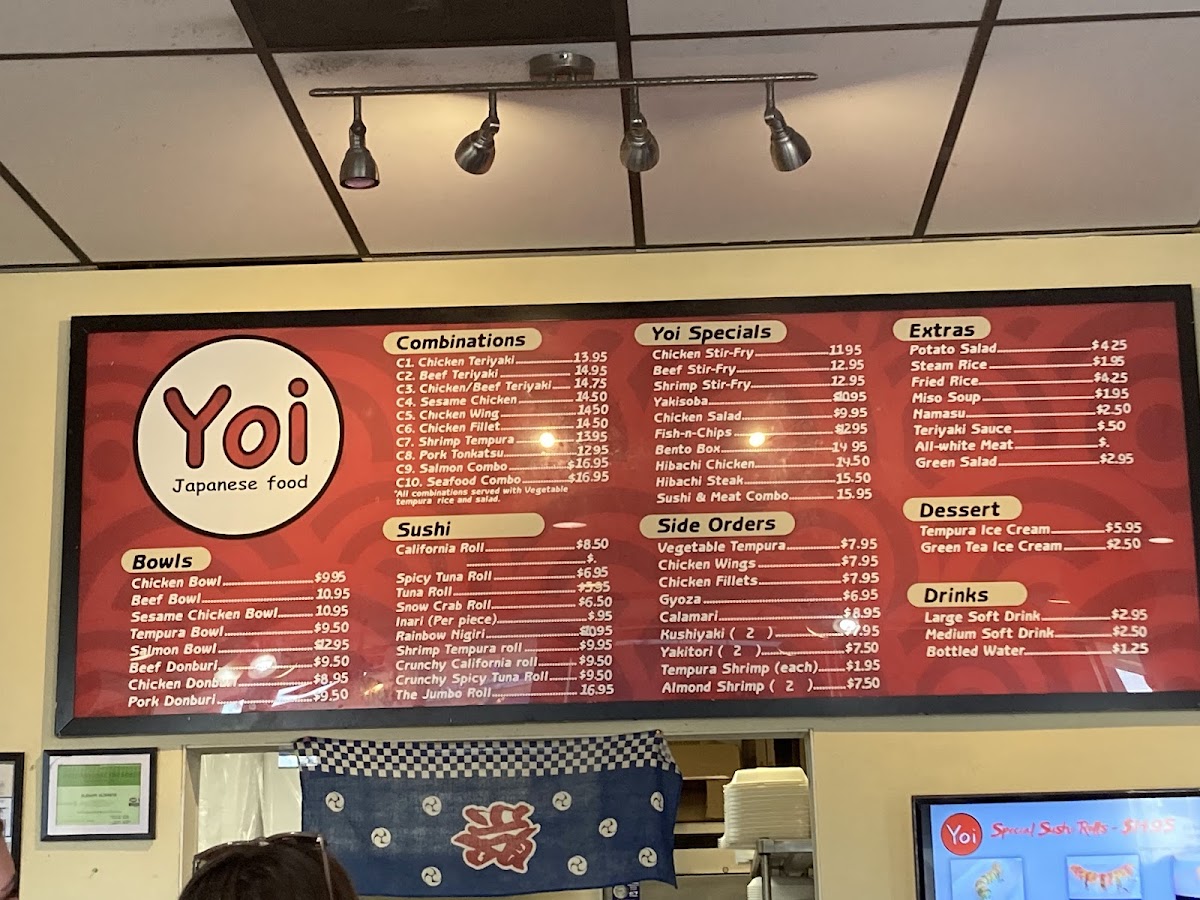 Yoi
Japanese food
Bowls
Chicken Bowl $9.95
Beef Bowl 10.95
Sesame Chicken Bowl 10.95
Tempura Bowl $9.50
Salmon Bowl 12.95
Beef Donburi $9.50
Chicken Donburi $8.95
Pork Donburi $9.50
Combinations
C1. Chicken Teriyaki 13.95
C2. Beef Teriyaki 14.95
C3. Chicken/Beef Teriyaki 14.75
C4. Sesame Chicken 14.50
C5. Chicken Wing 14.50
C6. Chicken Fillet 14.50
C7. Shrimp Tempura 13.95
C8. Pork Tonkatsu 12.95
C9. Salmon Combo $16.95
C10. Seafood Combo $16.95
*All combinations served with Vegetable
tempura rice and salad.
Sushi
California Roll $8.50
$.
Spicy Tuna Roll $6.95
Tuna Roll
Snow Crab Roll $6.50
Inari (Per piece) $.95
Rainbow Nigiri 10.95
Shrimp Tempura roll $9.95
Crunchy California roll $9.50
Crunchy Spicy Tuna Roll $9.50
The Jumbo Roll 16.95
Yoi Specials
Chicken Stir-Fry 11.95
Beef Stir-Fry 12.95
Shrimp Stir-Fry 12.95
Yakisoba 10.95
Chicken Salad $9.95
Fish-n-Chips 12.95
Bento Box 14.95
Hibachi Chicken 14.50
Hibachi Steak 15.50
Sushi & Meat Combo 15.95
Side Orders
Vegetable Tempura $7.95
Chicken Wings $7.95
Chicken Fillets $7.95
Gyoza $6.95
Calamari $8.95
Kushiyaki ( 2 ) 7.95
Yakitori ( 2 ) $7.50
Tempura Shrimp (each) $1.95
Almond Shrimp ( 2 ) $7.50
Extras
Potato Salad $4.25
Steam Rice $1.95
Fried Rice $4.25
Miso Soup $1.95
Namasu $2.50
Teriyaki Sauce $.50
All-white Meat $.
Green Salad $2.95
Dessert
Tempura Ice Cream $5.95
Green Tea Ice Cream $2.50
Drinks
Large Soft Drink $2.95
Medium Soft Drink $2.50
Bottled Water $1.25
Yoi
Special Sushi Rolls - $14.95